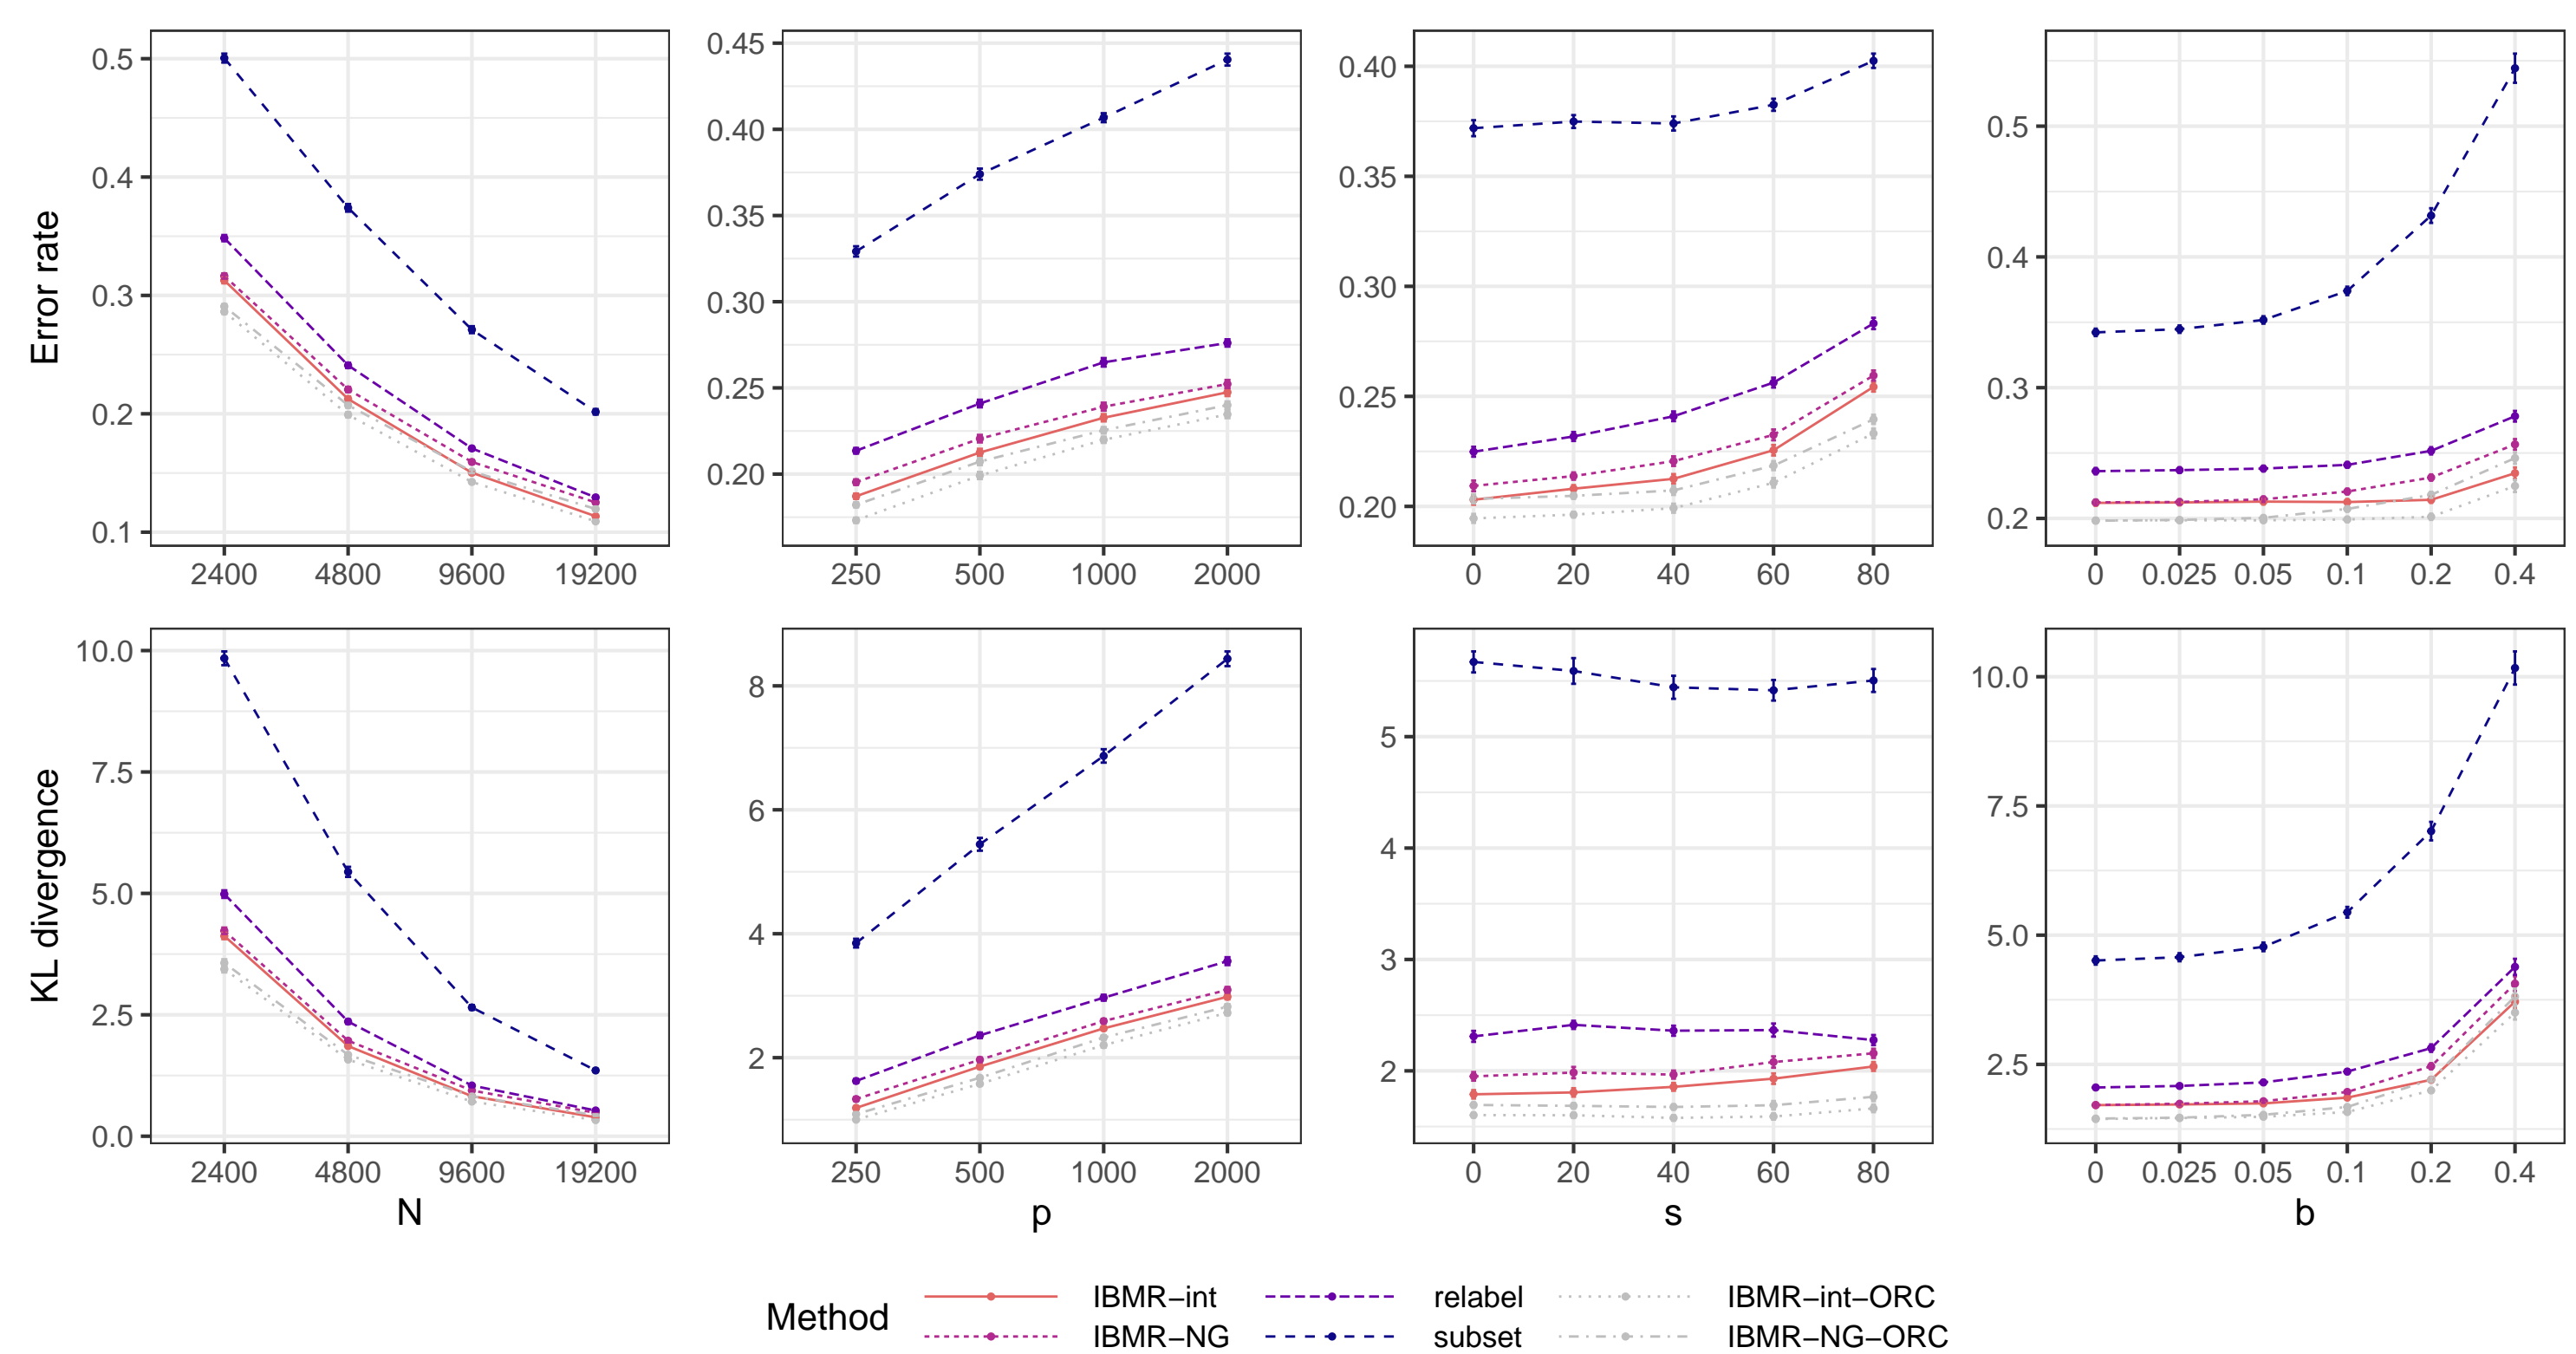 Error rate
0.5
0.4
0.3
0.2
0.1
2400 4800 9600 19200
0.45
0.40
0.35
0.30
0.25
0.20
250 500 1000 2000
0.40
0.35
0.30
0.25
0.20
0 20 40 60 80
0.5
0.4
0.3
0.2
0 0.025 0.05 0.1 0.2 0.4
KL divergence
10.0
7.5
5.0
2.5
0.0
2400 4800 9600 19200
N
8
6
4
2
250 500 1000 2000
p
5
4
3
2
0 20 40 60 80
s
10.0
7.5
5.0
2.5
0 0.025 0.05 0.1 0.2 0.4
b
Method
IBMR−int relabel IBMR−int−ORC
IBMR−NG subset IBMR−NG−ORC